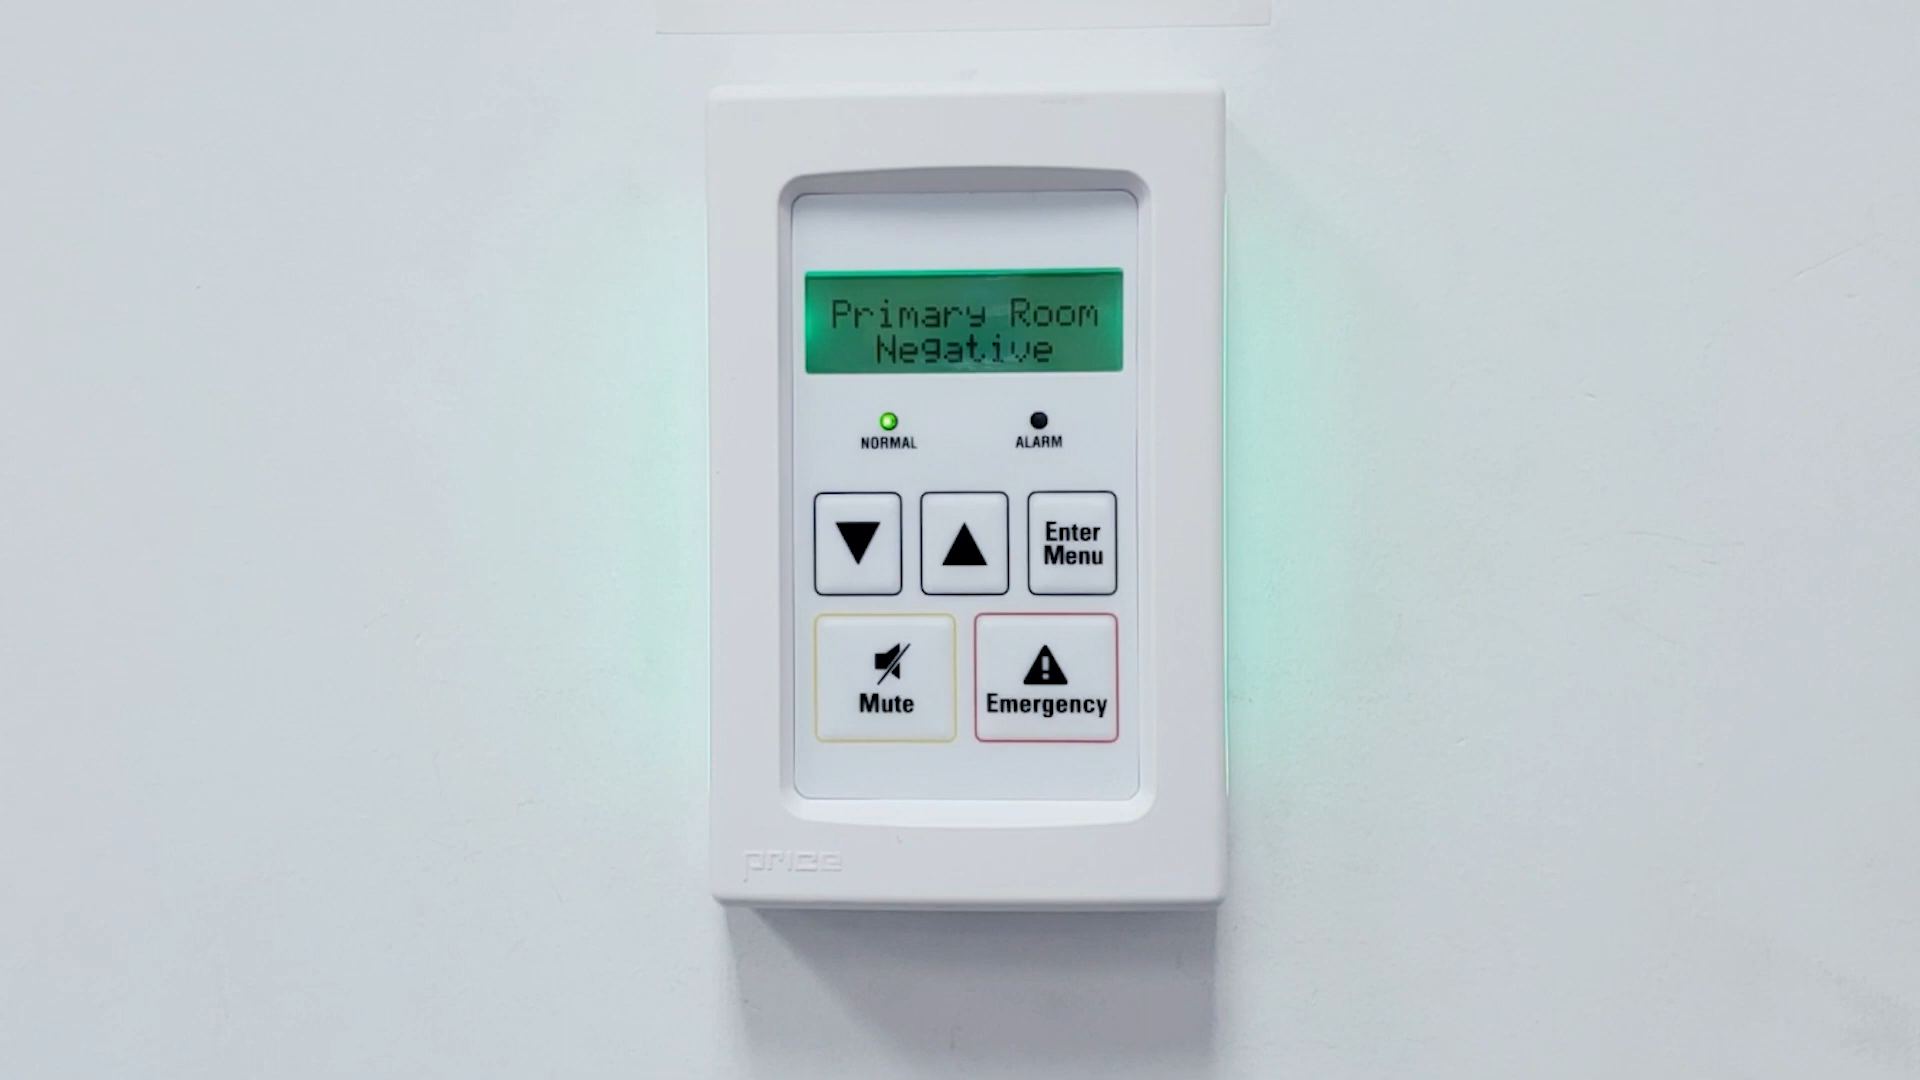 Primary Room
Negative
NORMAL ALARM
Enter
Menu
Mute Emergency
price